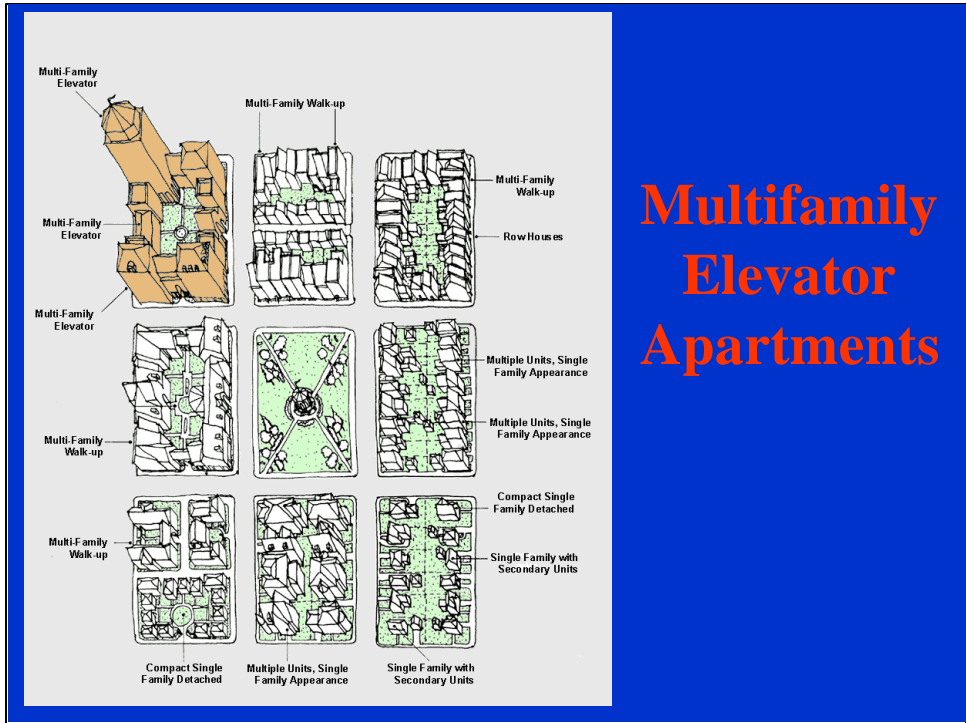 Multi-Family
Elevator
Multi-Family Walk-up
Multi-Family
Walk-up
Multi-Family
Elevator
Row Houses
Multi-Family
Elevator
Multiple Units, Single
Family Appearance
Multiple Units, Single
Family Appearance
Multi-Family
Walk-up
Compact Single
Family Detached
Multi-Family
Walk-up
Single Family with
Secondary Units
Compact Single
Family Detached
Multiple Units, Single
Family Appearance
Single Family with
Secondary Units
Multifamily
Elevator
Apartments